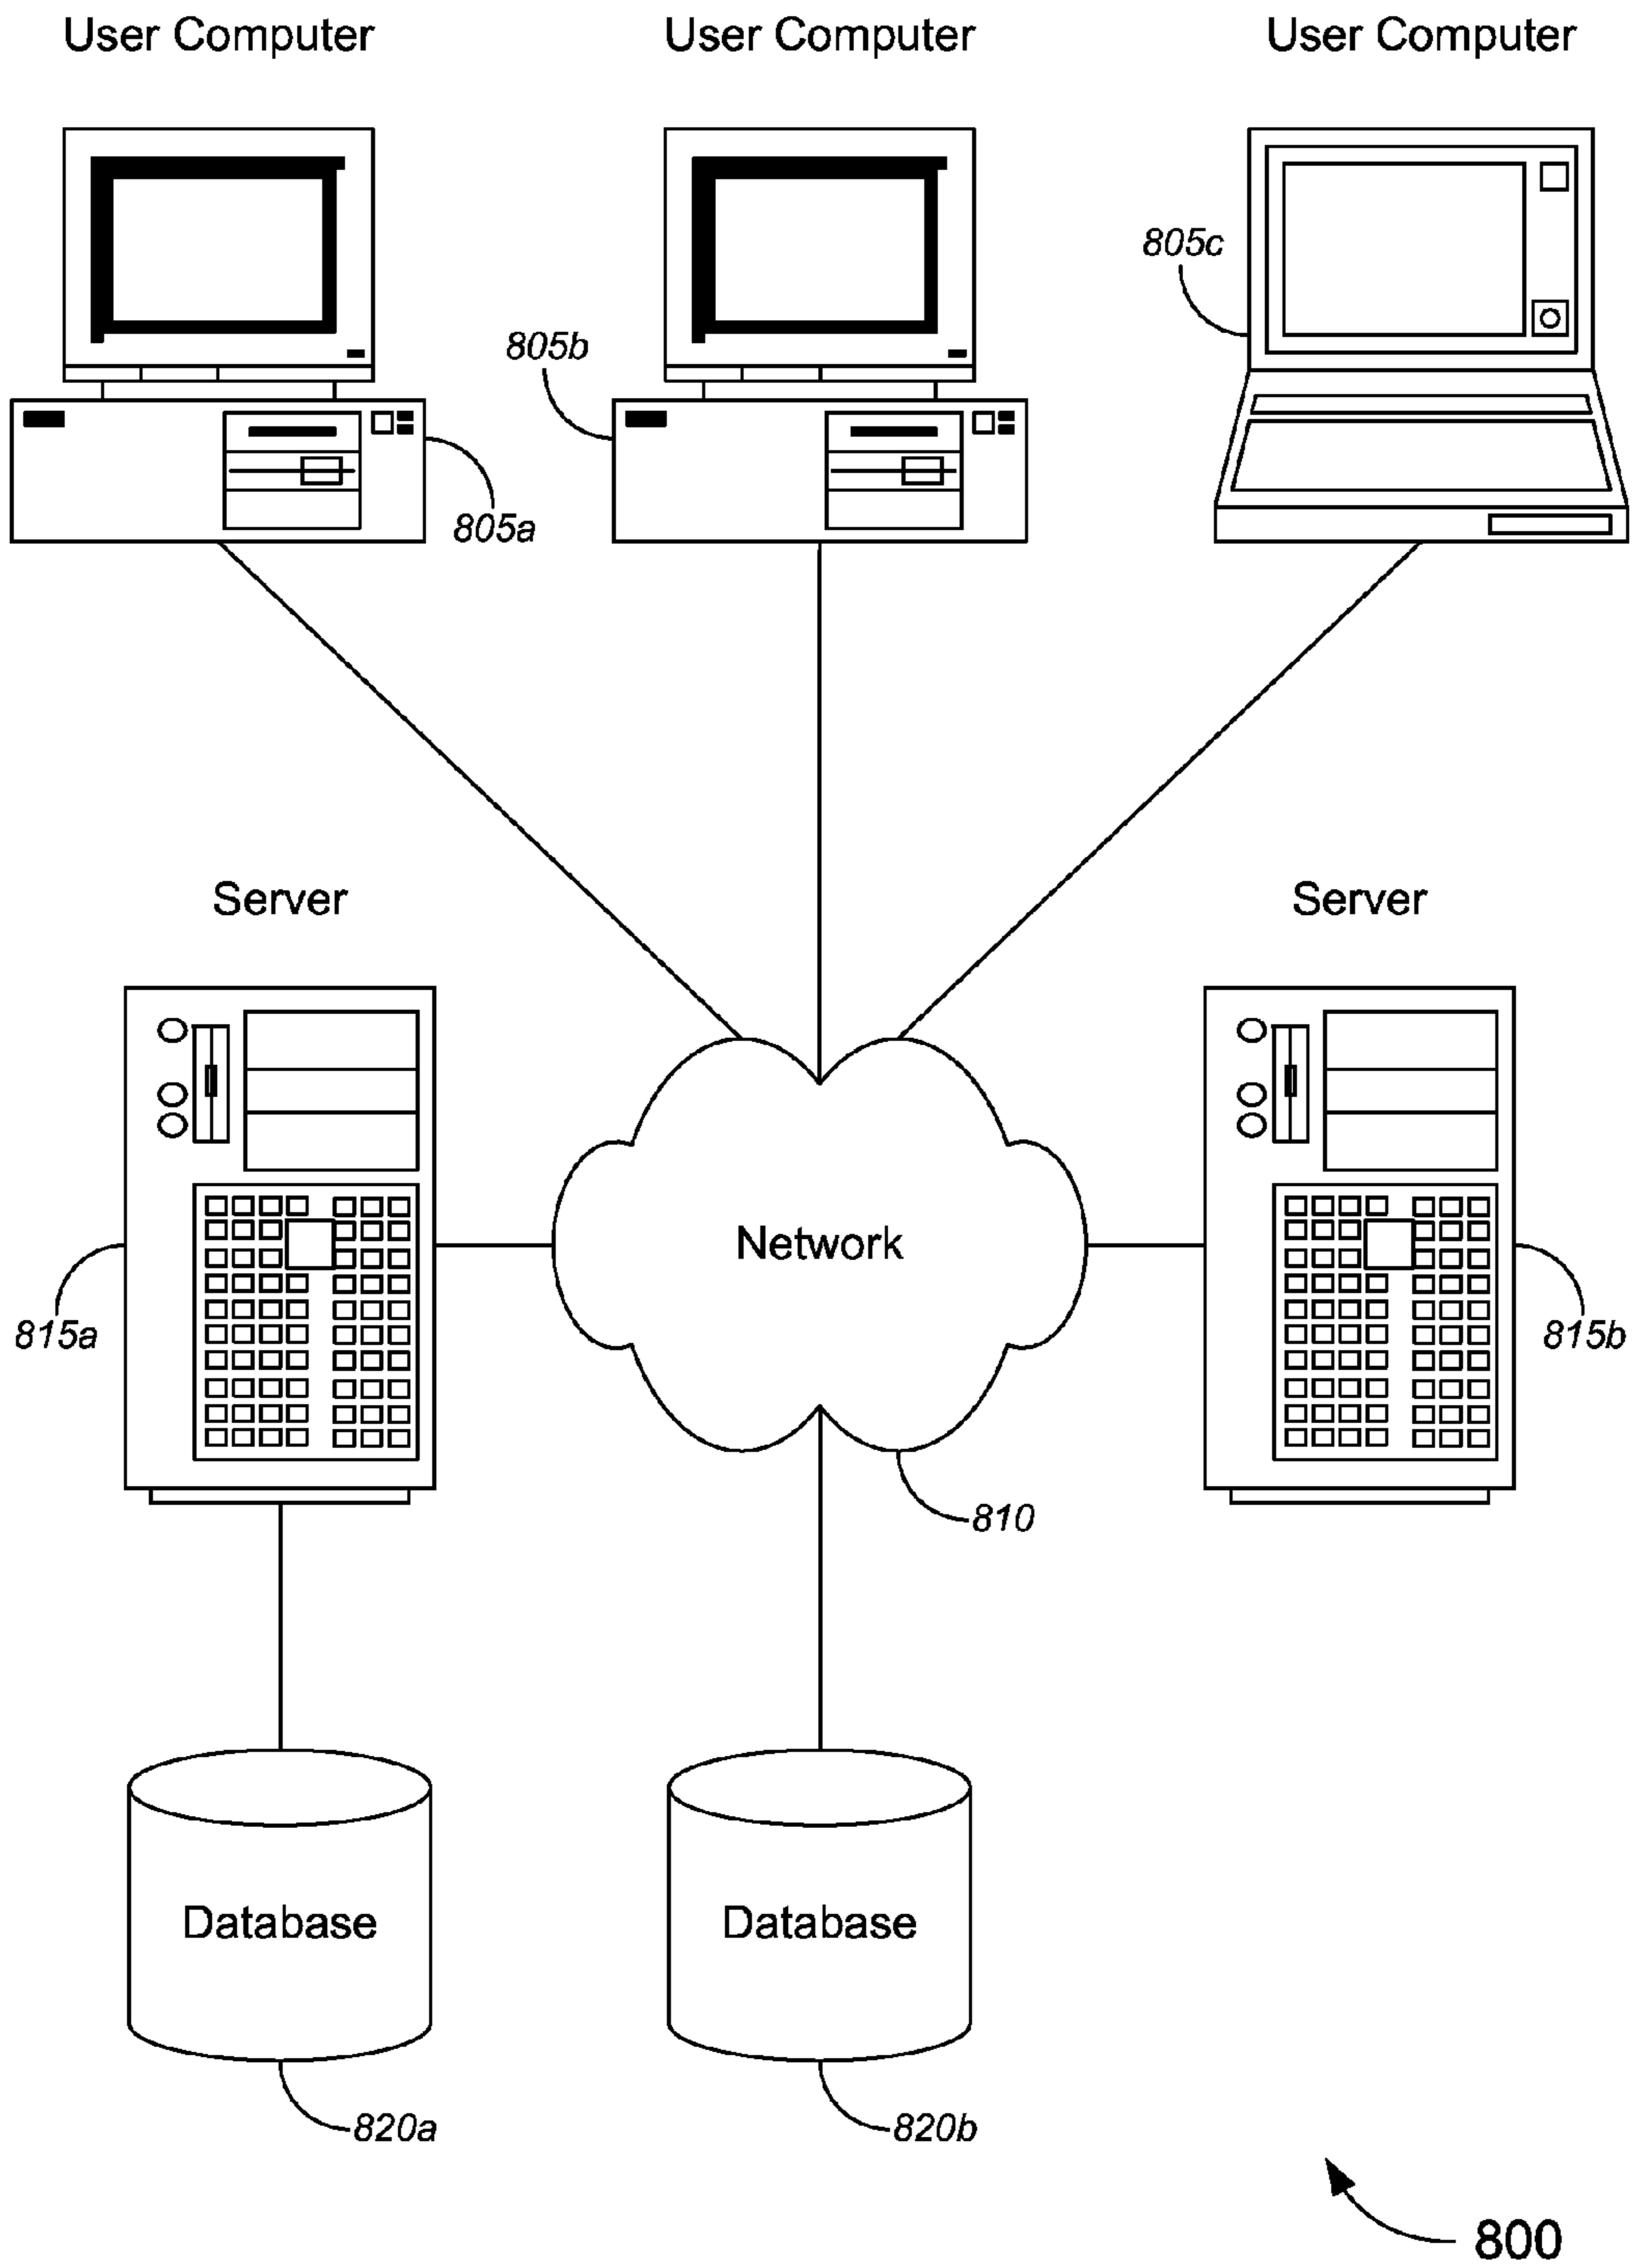 User Computer
User Computer
User Computer
805c
805b
805a
Server
Server
Network
815a
815b
810
Database
Database
820a
820b
800